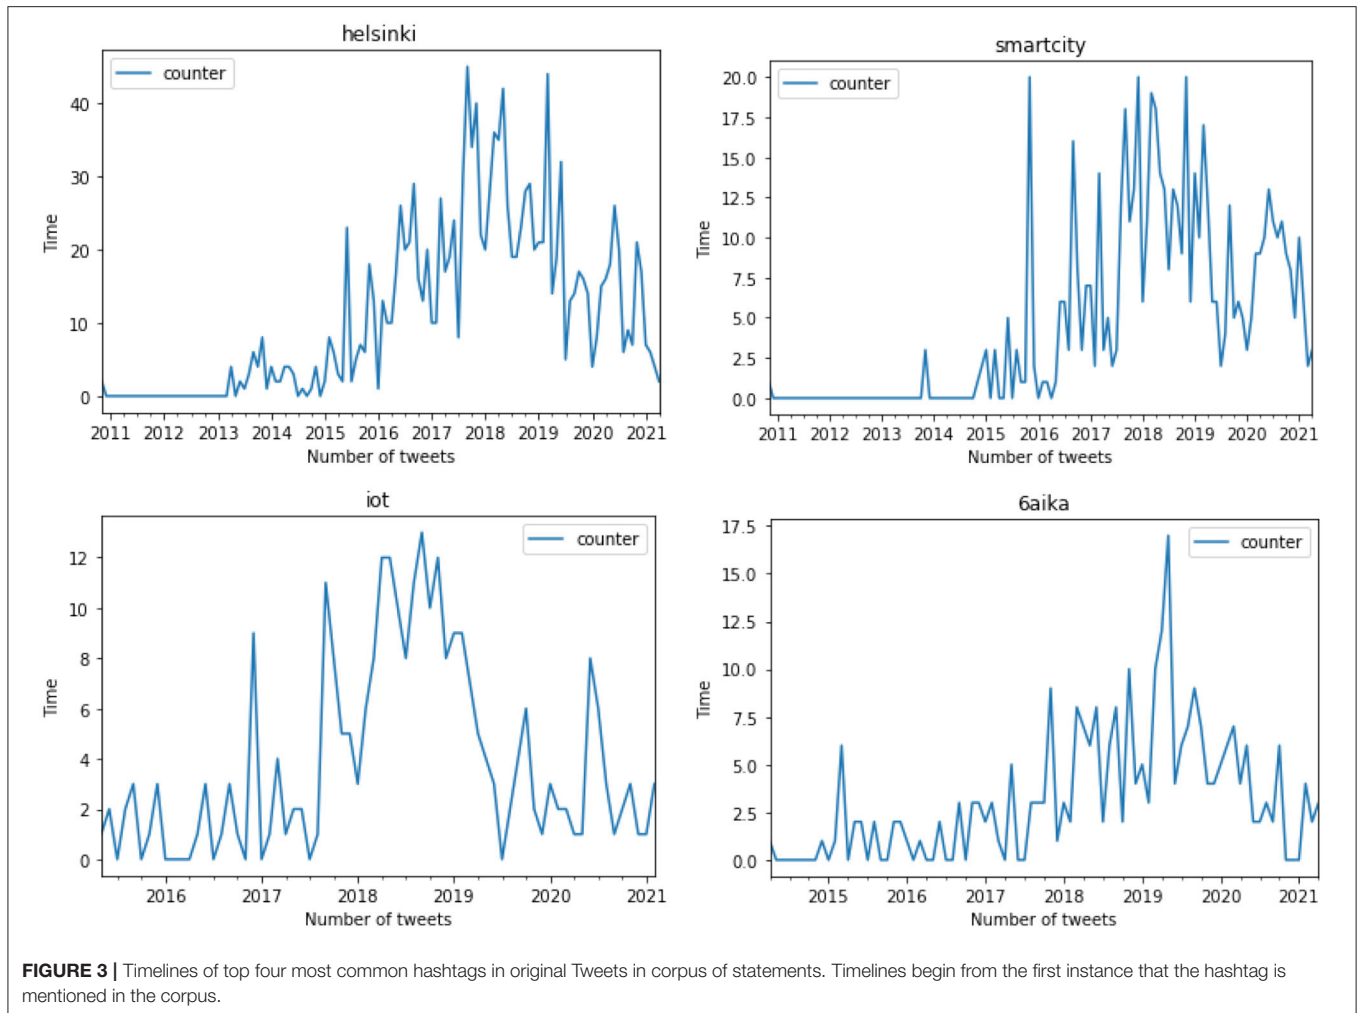 helsinki
counter
40
30
20
10
0
Time
2011 2012 2013 2014 2015 2016 2017 2018 2019 2020 2021
Number of tweets
smartcity
counter
20.0
17.5
15.0
12.5
10.0
7.5
5.0
2.5
0.0
Time
2011 2012 2013 2014 2015 2016 2017 2018 2019 2020 2021
Number of tweets
iot
counter
12
10
8
6
4
2
0
Time
2016 2017 2018 2019 2020 2021
Number of tweets
6aika
counter
17.5
15.0
12.5
10.0
7.5
5.0
2.5
0.0
Time
2015 2016 2017 2018 2019 2020 2021
Number of tweets
FIGURE 3 | Timelines of top four most common hashtags in original Tweets in corpus of statements. Timelines begin from the first instance that the hashtag is
mentioned in the corpus.